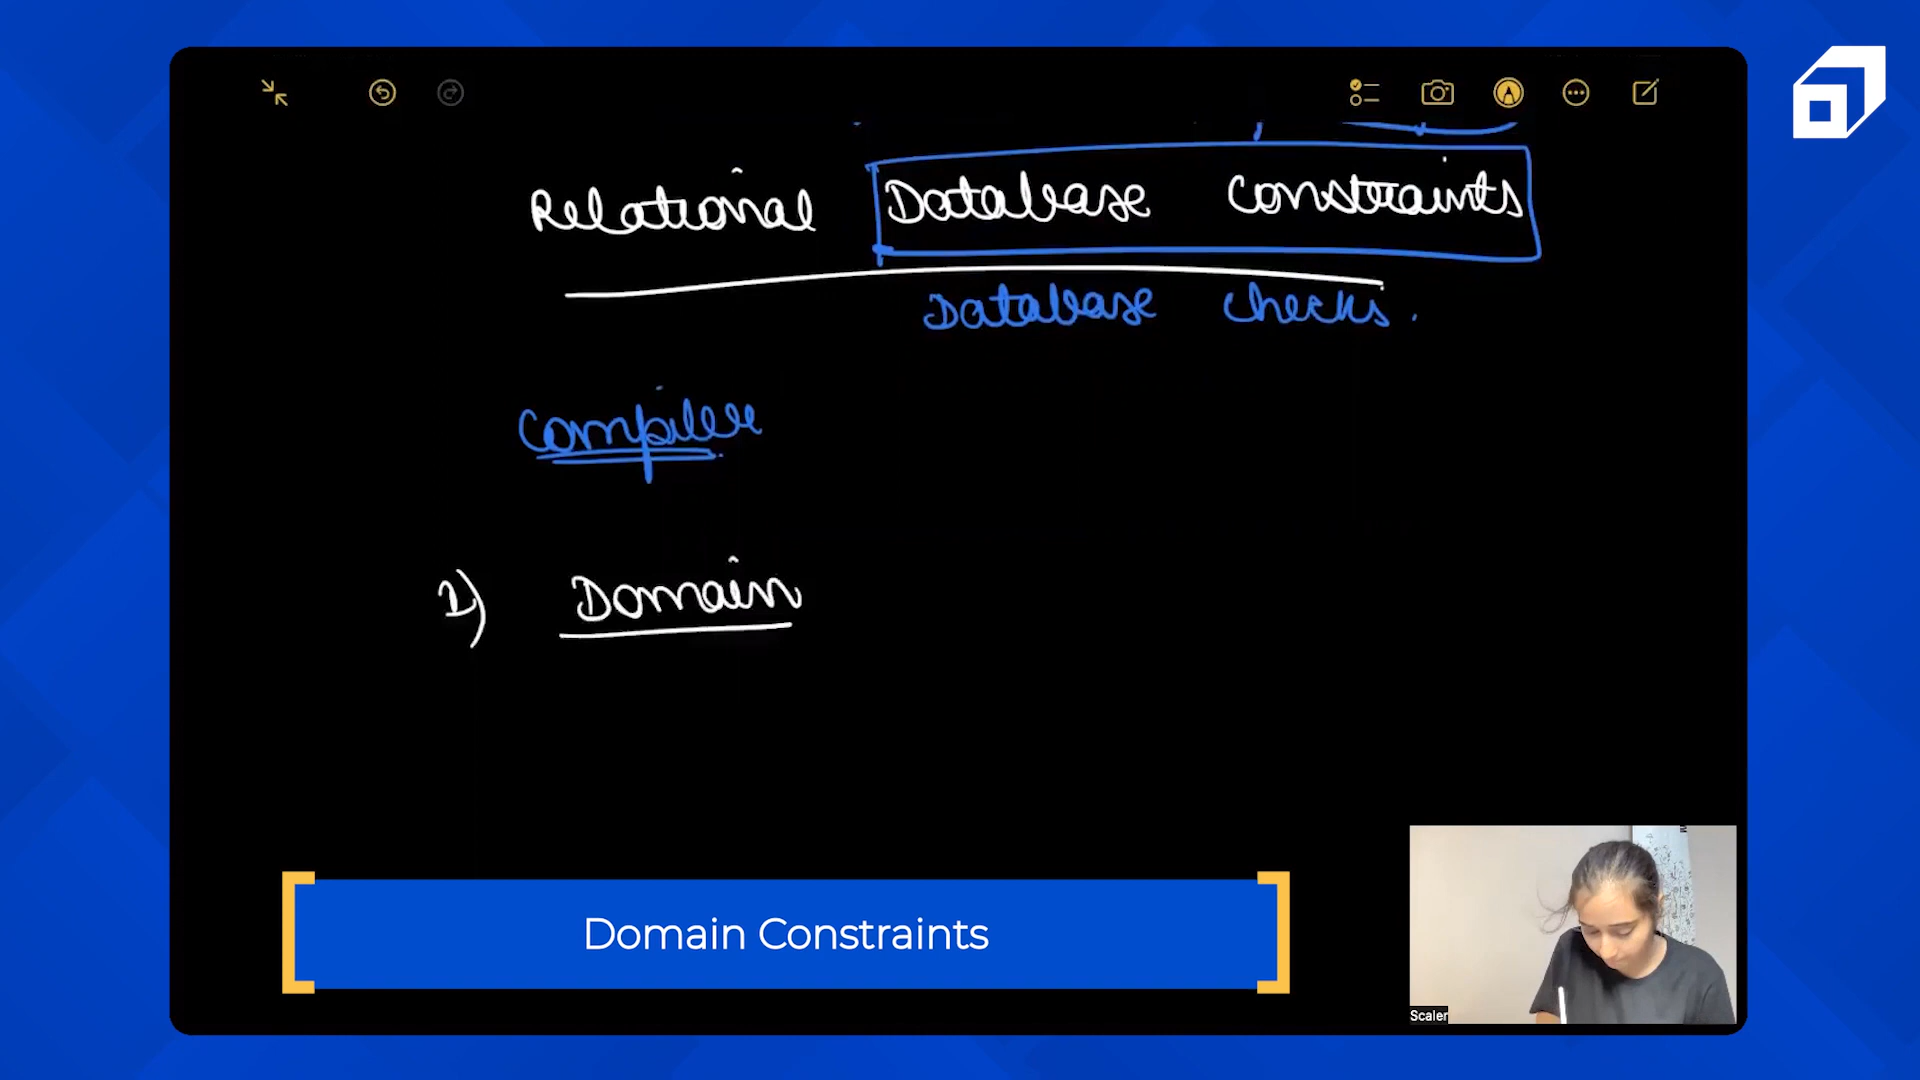 Relational Database Constraints
Database Checks.
Compiler
1) Domain
Domain Constraints
Scaler